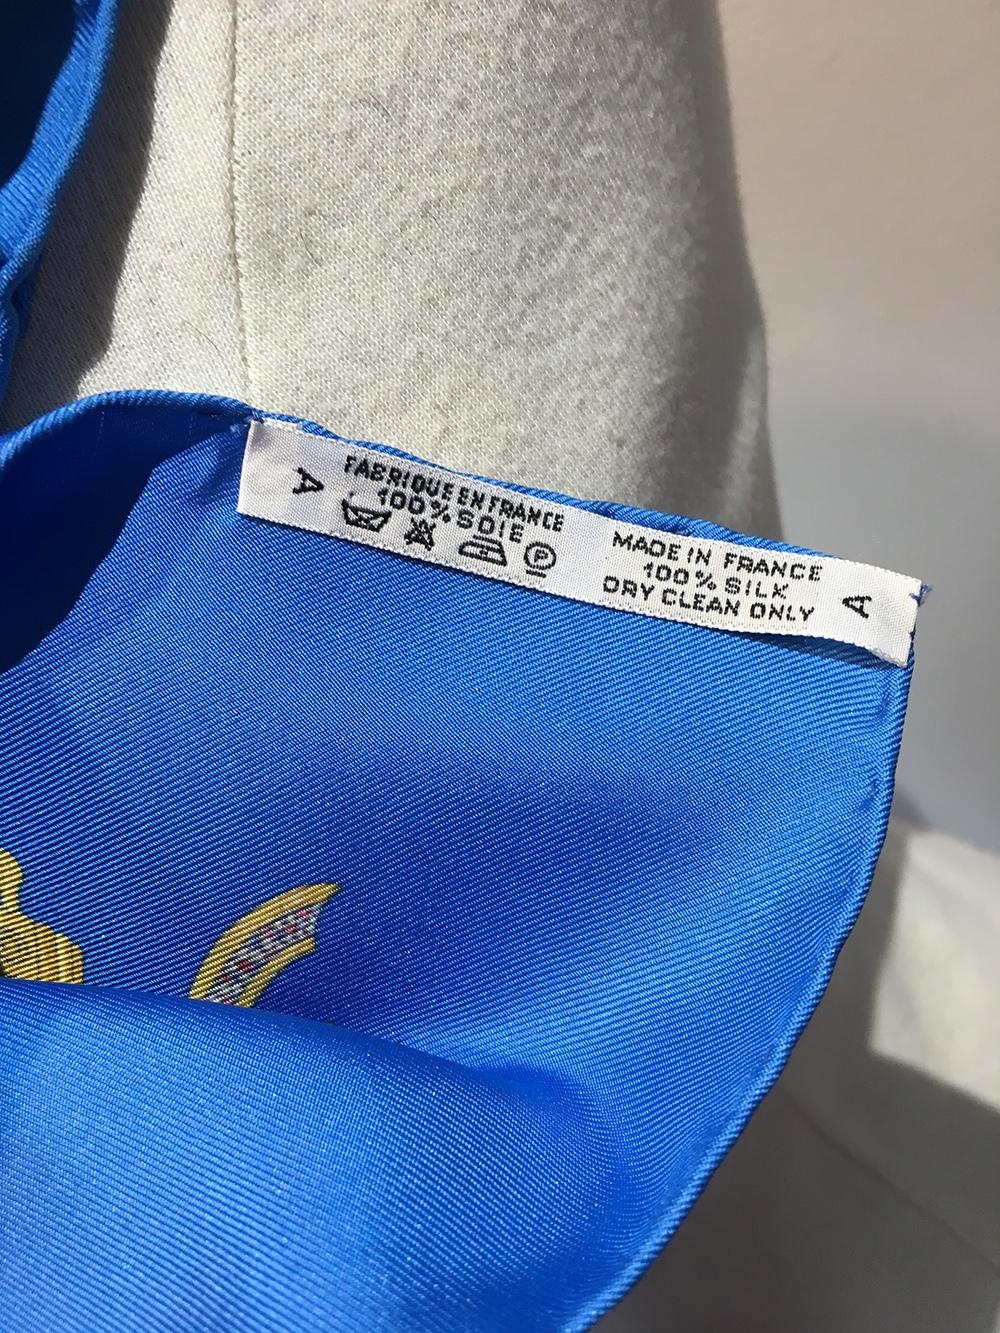 A
FABRIQUE EN FRANCE
100% SOIE
P
MADE IN FRANCE
100% SILK
DRY CLEAN ONLY
A